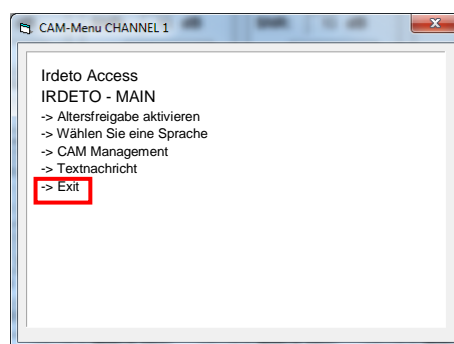 CAM-Menu CHANNEL 1
Irdeto Access
IRDETO - MAIN
-> Altersfreigabe aktivieren
-> Wählen Sie eine Sprache
-> CAM Management
-> Textnachricht
-> Exit